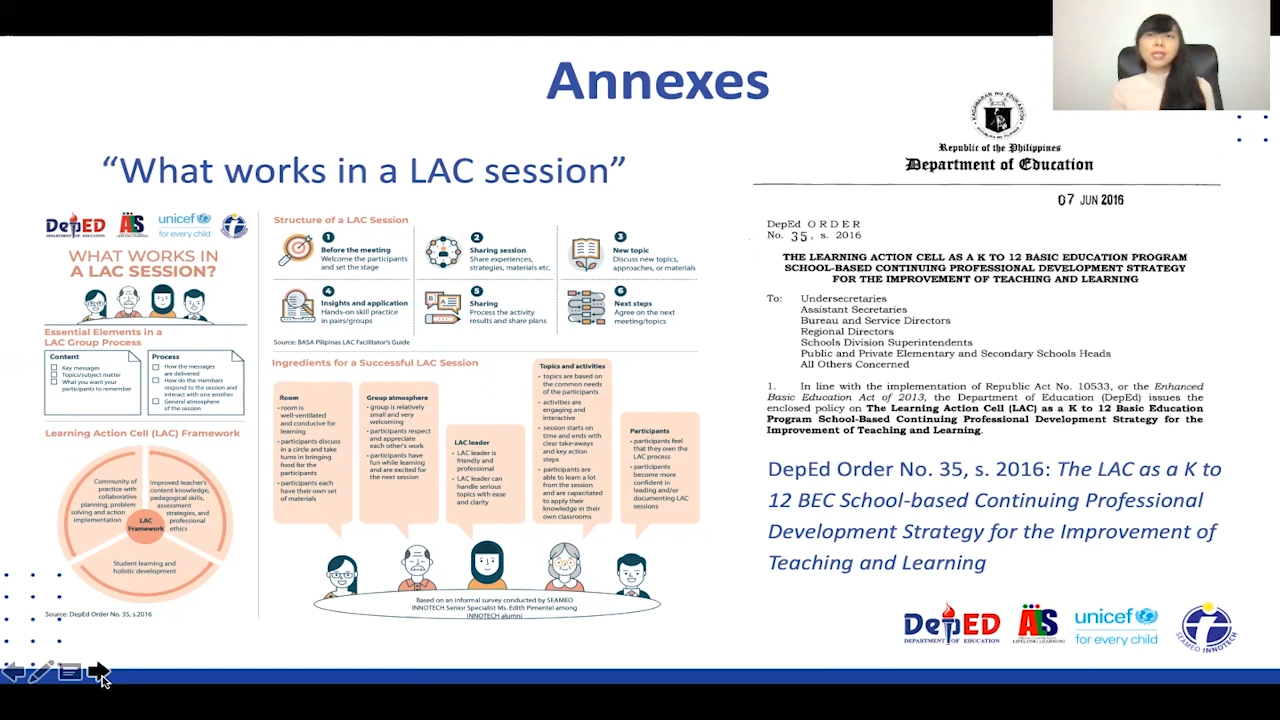 Annexes
“What works in a LAC session”
DepED
DEPARTMENT OF EDUCATION
ALS
unicef
for every child
WHAT WORKS IN
A LAC SESSION?
Essential Elements in a
LAC Group Process
Content
Key messages
Topics/subject matter
What you want your
participants to remember
Process
How the messages
are delivered
How do the members
respond to the session and
interact with one another
General atmosphere
of the session
Learning Action Cell (LAC) Framework
Community of
practice with
collaborative
planning, problem
solving and action
implementation
Improved teacher's
content knowledge,
pedagogical skills,
assessment
strategies, and
professional
ethics
LAC
Framework
Student learning and
holistic development
Source: DepEd Order No. 35, s.2016
Structure of a LAC Session
1
Before the meeting
Welcome the participants
and set the stage
2
Sharing session
Share experiences,
strategies, materials etc.
3
New topic
Discuss new topics,
approaches, or materials
4
Insights and application
Hands-on skill practice
in pairs/groups
5
Sharing
Process the activity
results and share plans
6
Next steps
Agree on the next
meeting/topics
Source: BASA Pilipinas LAC Facilitator's Guide
Ingredients for a Successful LAC Session
Room
• room is
well-ventilated
and conducive for
learning
• participants discuss
in a circle and take
turns in bringing
food for the
participants
• participants each
have their own set
of materials
Group atmosphere
• group is relatively
small and very
welcoming
• participants respect
and appreciate
each other's work
• participants have
fun while learning
and are excited for
the next session
LAC leader
• LAC leader is
friendly and
professional
• LAC leader can
handle serious
topics with ease
and clarity
Topics and activities
• topics are based on
the common needs
of the participants
• activities are
engaging and
interactive
• session starts on
time and ends with
clear take-aways
and key action
steps
• participants are
able to learn a lot
from the session
and are capacitated
to apply their
knowledge in their
own classrooms
Participants
• participants feel
that they own the
LAC process
• participants
become more
confident in
leading and/or
documenting LAC
sessions
Based on an informal survey conducted by SEAMEO
INNOTECH Senior Specialist Ms. Edith Pimentel among
INNOTECH alumni
KAGAWARAN NG EDUKASYON
Republic of the Philippines
Department of Education
07 JUN 2016
DepEd ORDER
No. 35, s. 2016
THE LEARNING ACTION CELL AS A K TO 12 BASIC EDUCATION PROGRAM
SCHOOL-BASED CONTINUING PROFESSIONAL DEVELOPMENT STRATEGY
FOR THE IMPROVEMENT OF TEACHING AND LEARNING
To: Undersecretaries
Assistant Secretaries
Bureau and Service Directors
Regional Directors
Schools Division Superintendents
Public and Private Elementary and Secondary Schools Heads
All Others Concerned
1. In line with the implementation of Republic Act No. 10533, or the Enhanced
Basic Education Act of 2013, the Department of Education (DepEd) issues the
enclosed policy on The Learning Action Cell (LAC) as a K to 12 Basic Education
Program School-Based Continuing Professional Development Strategy for the
Improvement of Teaching and Learning.
DepEd Order No. 35, s. 2016: The LAC as a K to
12 BEC School-based Continuing Professional
Development Strategy for the Improvement of
Teaching and Learning
DepED
DEPARTMENT OF EDUCATION
ALS
LIFELONG LEARNING
unicef
for every child
SEAMEO INNOTECH